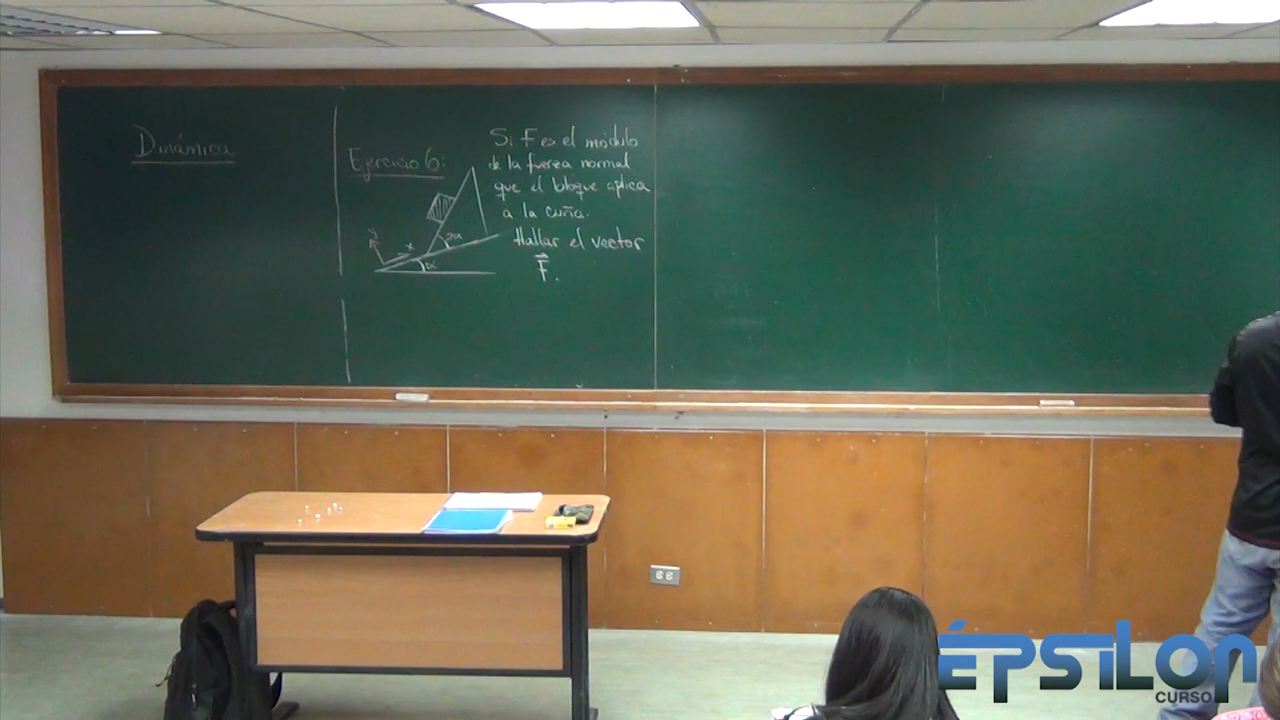 Dinámica
Ejercicio 6:
Si F es el módulo
de la fuerza normal
que el bloque aplica
a la cuña.
Hallar el vector
F⃗.
y
x
2α
α
ÉPSILON
CURSO